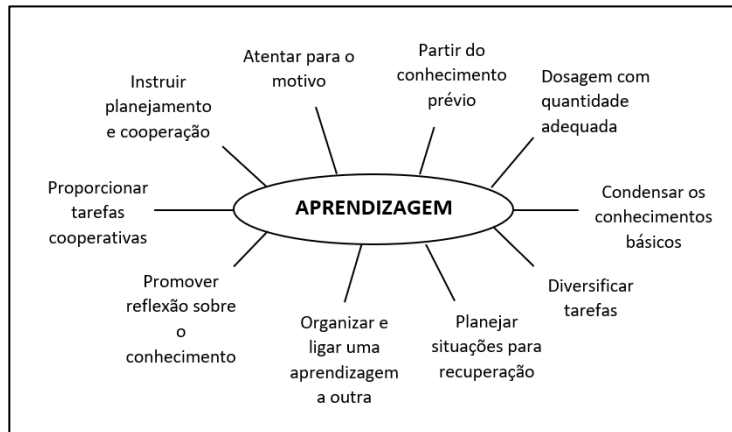 Atentar para o
motivo
Partir do
conhecimento
prévio
Dosagem com
quantidade
adequada
Instruir
planejamento
e cooperação
Proporcionar
tarefas
cooperativas
APRENDIZAGEM
Condensar os
conhecimentos
básicos
Promover
reflexão sobre
o
conhecimento
Organizar e
ligar uma
aprendizagem
a outra
Planejar
situações para
recuperação
Diversificar
tarefas